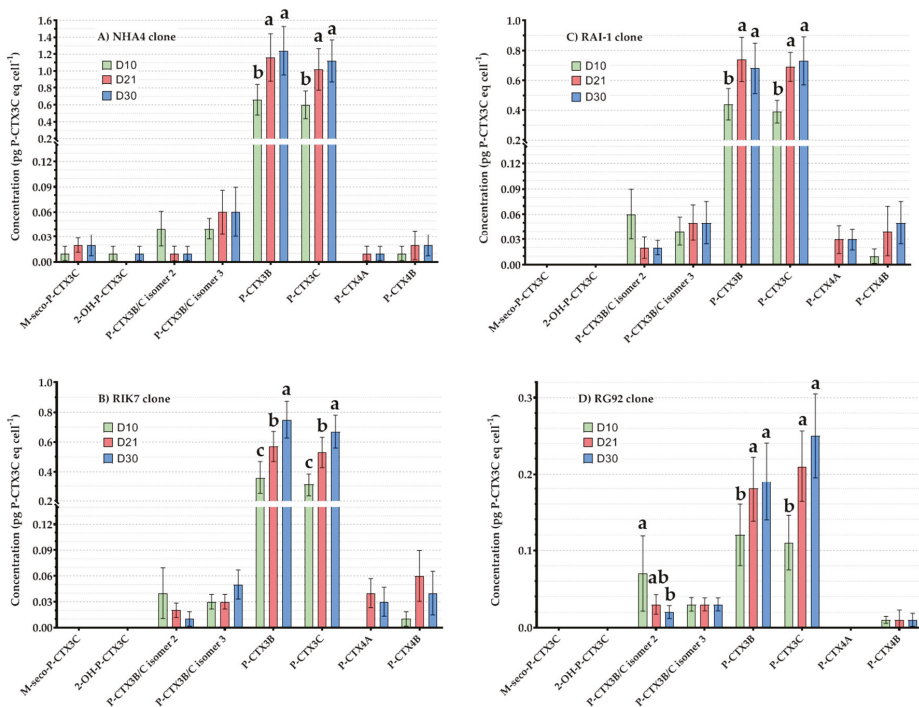 A) NHA4 clone
D10
D21
D30
Concentration (pg P-CTX3C eq cell⁻¹)
1.6
1.4
1.2
1.0
0.8
0.6
0.4
0.2
0.12
0.09
0.06
0.03
0.00
b a a
b a a
M-seco-P-CTX3C
2-OH-P-CTX3C
P-CTX3B/C isomer 2
P-CTX3B/C isomer 3
P-CTX3B
P-CTX3C
P-CTX4A
P-CTX4B
C) RAI-1 clone
D10
D21
D30
Concentration (pg P-CTX3C eq cell⁻¹)
1.0
0.8
0.6
0.4
0.2
0.12
0.09
0.06
0.03
0.00
b a a
b a a
M-seco-P-CTX3C
2-OH-P-CTX3C
P-CTX3B/C isomer 2
P-CTX3B/C isomer 3
P-CTX3B
P-CTX3C
P-CTX4A
P-CTX4B
B) RIK7 clone
D10
D21
D30
Concentration (pg P-CTX3C eq cell⁻¹)
1.0
0.8
0.6
0.4
0.2
0.12
0.09
0.06
0.03
0.00
c b a
c b a
M-seco-P-CTX3C
2-OH-P-CTX3C
P-CTX3B/C isomer 2
P-CTX3B/C isomer 3
P-CTX3B
P-CTX3C
P-CTX4A
P-CTX4B
D) RG92 clone
D10
D21
D30
Concentration (pg P-CTX3C eq cell⁻¹)
0.3
0.2
0.1
0.0
a ab b
b a a
b a a
M-seco-P-CTX3C
2-OH-P-CTX3C
P-CTX3B/C isomer 2
P-CTX3B/C isomer 3
P-CTX3B
P-CTX3C
P-CTX4A
P-CTX4B